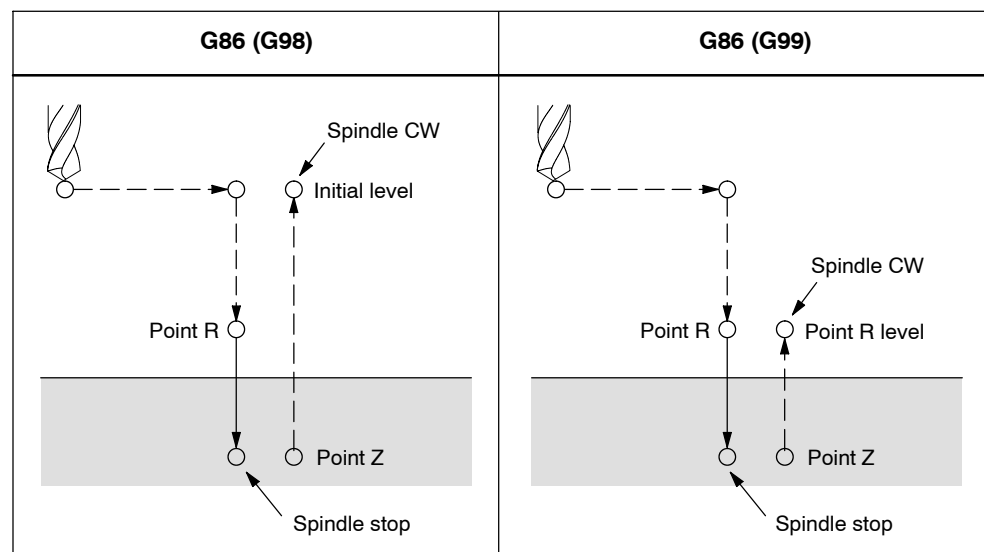 G86 (G98)
G86 (G99)
Spindle CW
Initial level
Point R
Point Z
Spindle stop
Spindle CW
Point R
Point R level
Point Z
Spindle stop